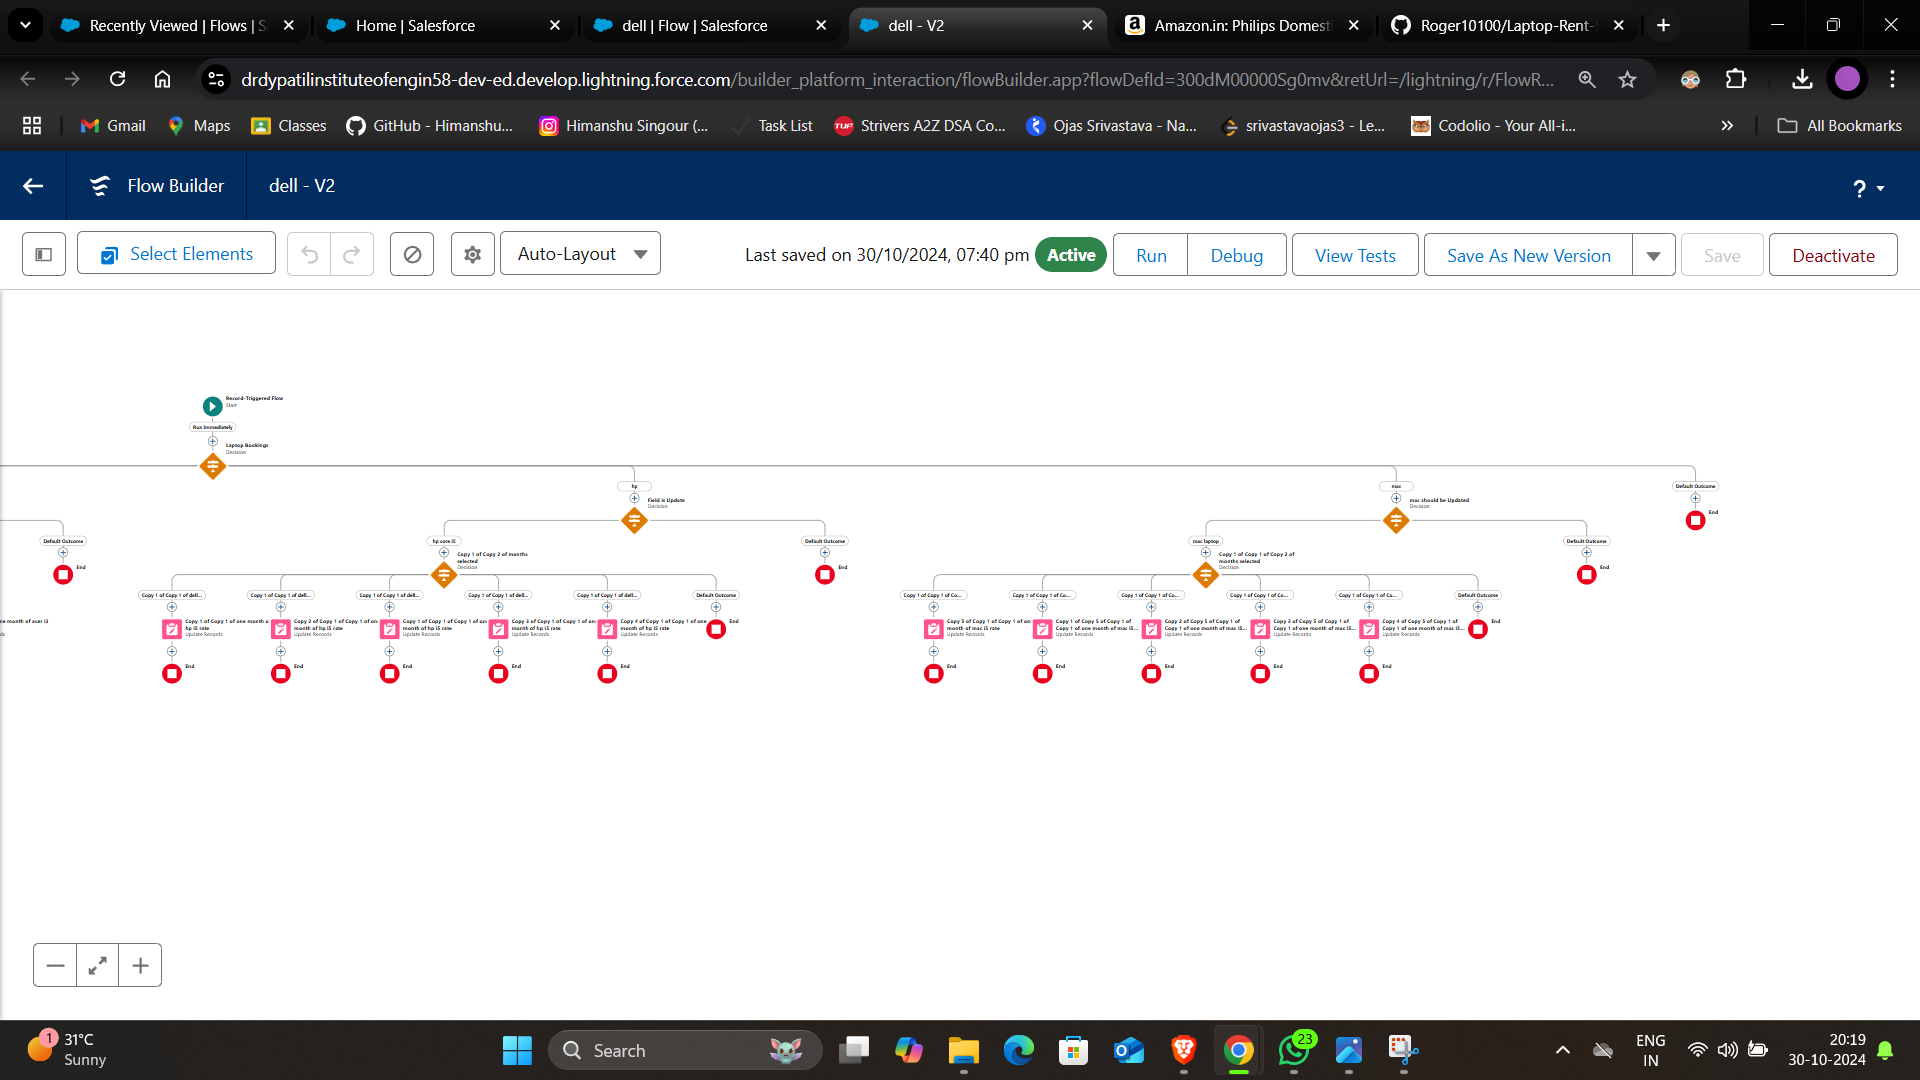 Recently Viewed | Flows | S
Home | Salesforce
dell | Flow | Salesforce
dell - V2
Amazon.in: Philips Domesti
Roger10100/Laptop-Rent-S
drdypatilinstituteofengin58-dev-ed.develop.lightning.force.com/builder_platform_interaction/flowBuilder.app?flowDefId=300dM00000Sg0mv&retUrl=/lightning/r/FlowR...
Gmail
Maps
Classes
GitHub - Himanshu...
Himanshu Singour (...
Task List
TUF
Strivers A2Z DSA Co...
Ojas Srivastava - Na...
srivastavaojas3 - Le...
Codolio - Your All-i...
All Bookmarks
Flow Builder
dell - V2
?
Select Elements
Auto-Layout
Last saved on 30/10/2024, 07:40 pm
Active
Run
Debug
View Tests
Save As New Version
Save
Deactivate
Record-Triggered Flow
Start
Run Immediately
Laptop Bookings
Decision
hp
mac
Default Outcome
Field is Update
Decision
mac should be Updated
Decision
End
Default Outcome
hp core i5
Default Outcome
mac laptop
Default Outcome
End
Copy 1 of Copy 2 of months
selected
Decision
End
Copy 1 of Copy 1 of Copy 2 of
months selected
Decision
End
Copy 1 of Copy 1 of dell...
Copy 1 of Copy 1 of dell...
Copy 1 of Copy 1 of dell...
Copy 1 of Copy 1 of dell...
Copy 1 of Copy 1 of dell...
Default Outcome
Copy 1 of Copy 1 of Co...
Copy 1 of Copy 1 of Co...
Copy 1 of Copy 1 of Co...
Copy 1 of Copy 1 of Co...
Copy 1 of Copy 1 of Co...
Default Outcome
ne month of acer i3
Copy 1 of Copy 1 of one month o
hp i5 rate
Update Records
Copy 2 of Copy 1 of Copy 1 of on
month of hp i5 rate
Update Records
Copy 1 of Copy 1 of Copy 1 of on
month of hp i5 rate
Update Records
Copy 3 of Copy 1 of Copy 1 of on
month of hp i5 rate
Update Records
Copy 4 of Copy 1 of Copy 1 of one
month of hp i5 rate
Update Records
End
Copy 5 of Copy 1 of Copy 1 of on
month of mac i5 rate
Update Records
Copy 1 of Copy 5 of Copy 1 of
Copy 1 of one month of mac i5...
Update Records
Copy 2 of Copy 5 of Copy 1 of
Copy 1 of one month of mac i5...
Update Records
Copy 3 of Copy 5 of Copy 1 of
Copy 1 of one month of mac i5...
Update Records
Copy 4 of Copy 5 of Copy 1 of
Copy 1 of one month of mac i5...
Update Records
End
End
End
End
End
End
End
End
End
End
End
1
31°C
Sunny
Search
23
ENG
IN
20:19
30-10-2024